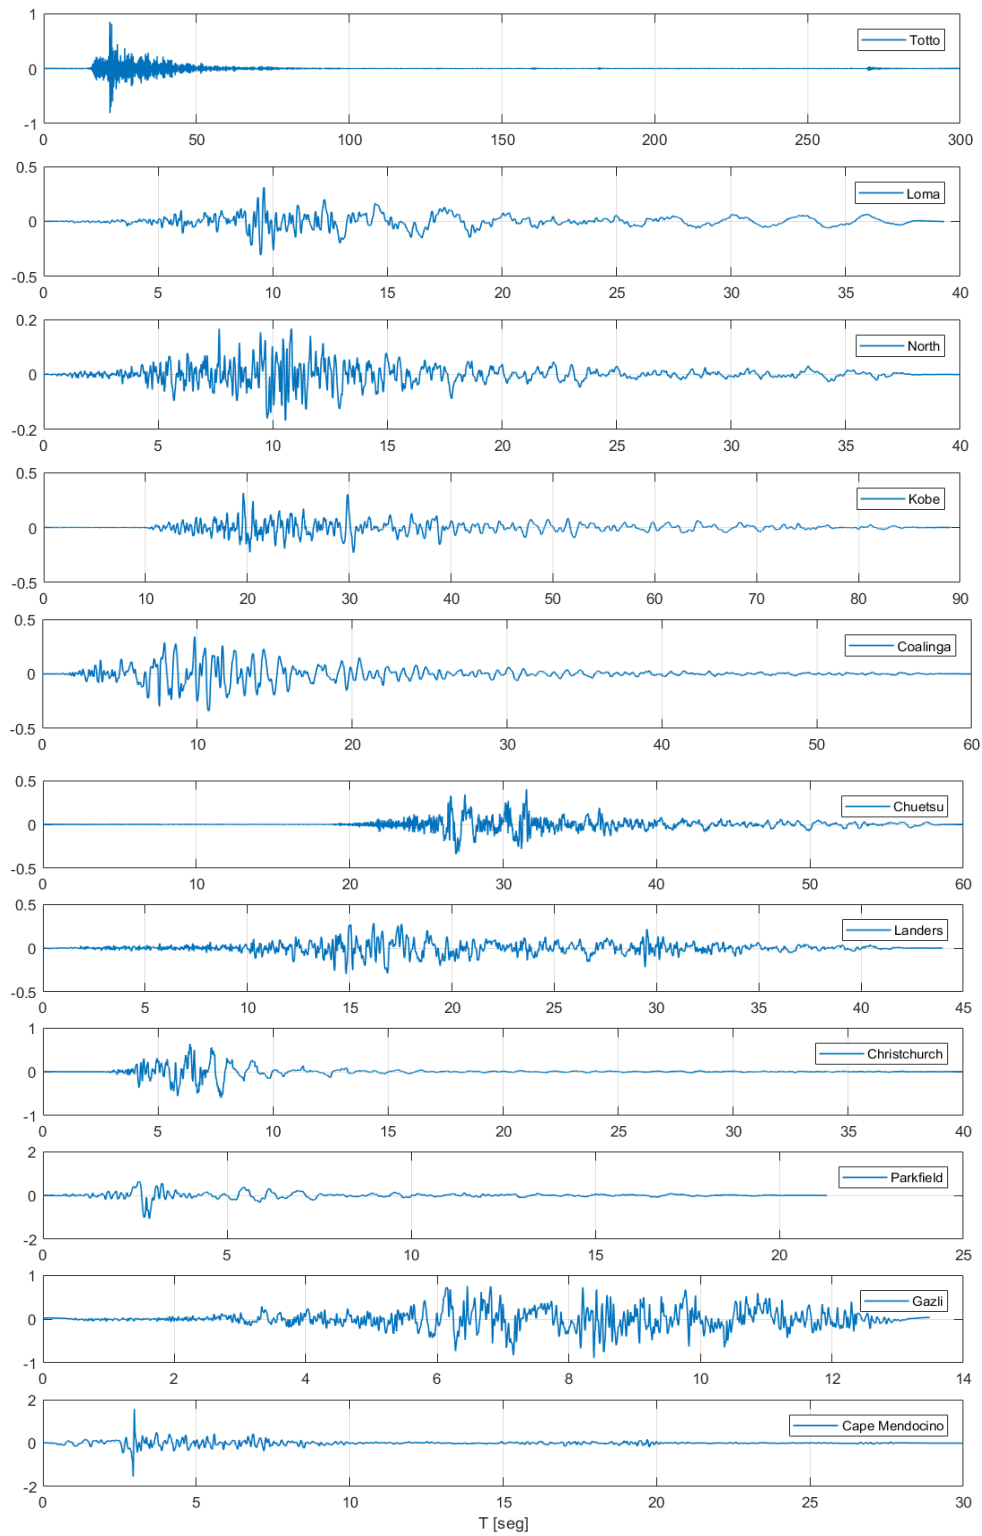 1
Totto
0
-1
0 50 100 150 200 250 300
0.5
Loma
0
-0.5
0 5 10 15 20 25 30 35 40
0.2
North
0
-0.2
0 5 10 15 20 25 30 35 40
0.5
Kobe
0
-0.5
0 10 20 30 40 50 60 70 80 90
0.5
Coalinga
0
-0.5
0 10 20 30 40 50 60
0.5
Chuetsu
0
-0.5
0 10 20 30 40 50 60
0.5
Landers
0
-0.5
0 5 10 15 20 25 30 35 40 45
1
Christchurch
0
-1
0 5 10 15 20 25 30 35 40
2
Parkfield
0
-2
0 5 10 15 20 25
1
Gazli
0
-1
0 2 4 6 8 10 12 14
2
Cape Mendocino
0
-2
0 5 10 15 20 25 30
T [seg]